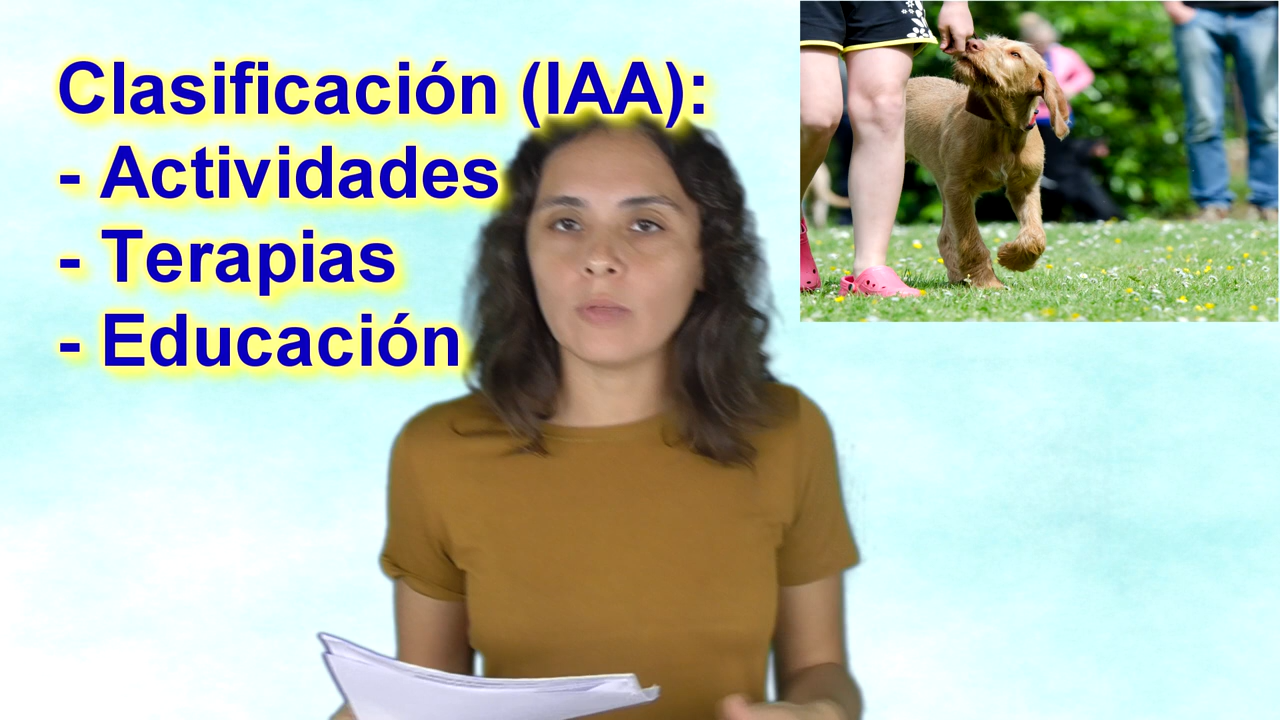 Clasificación (IAA):
- Actividades
- Terapias
- Educación